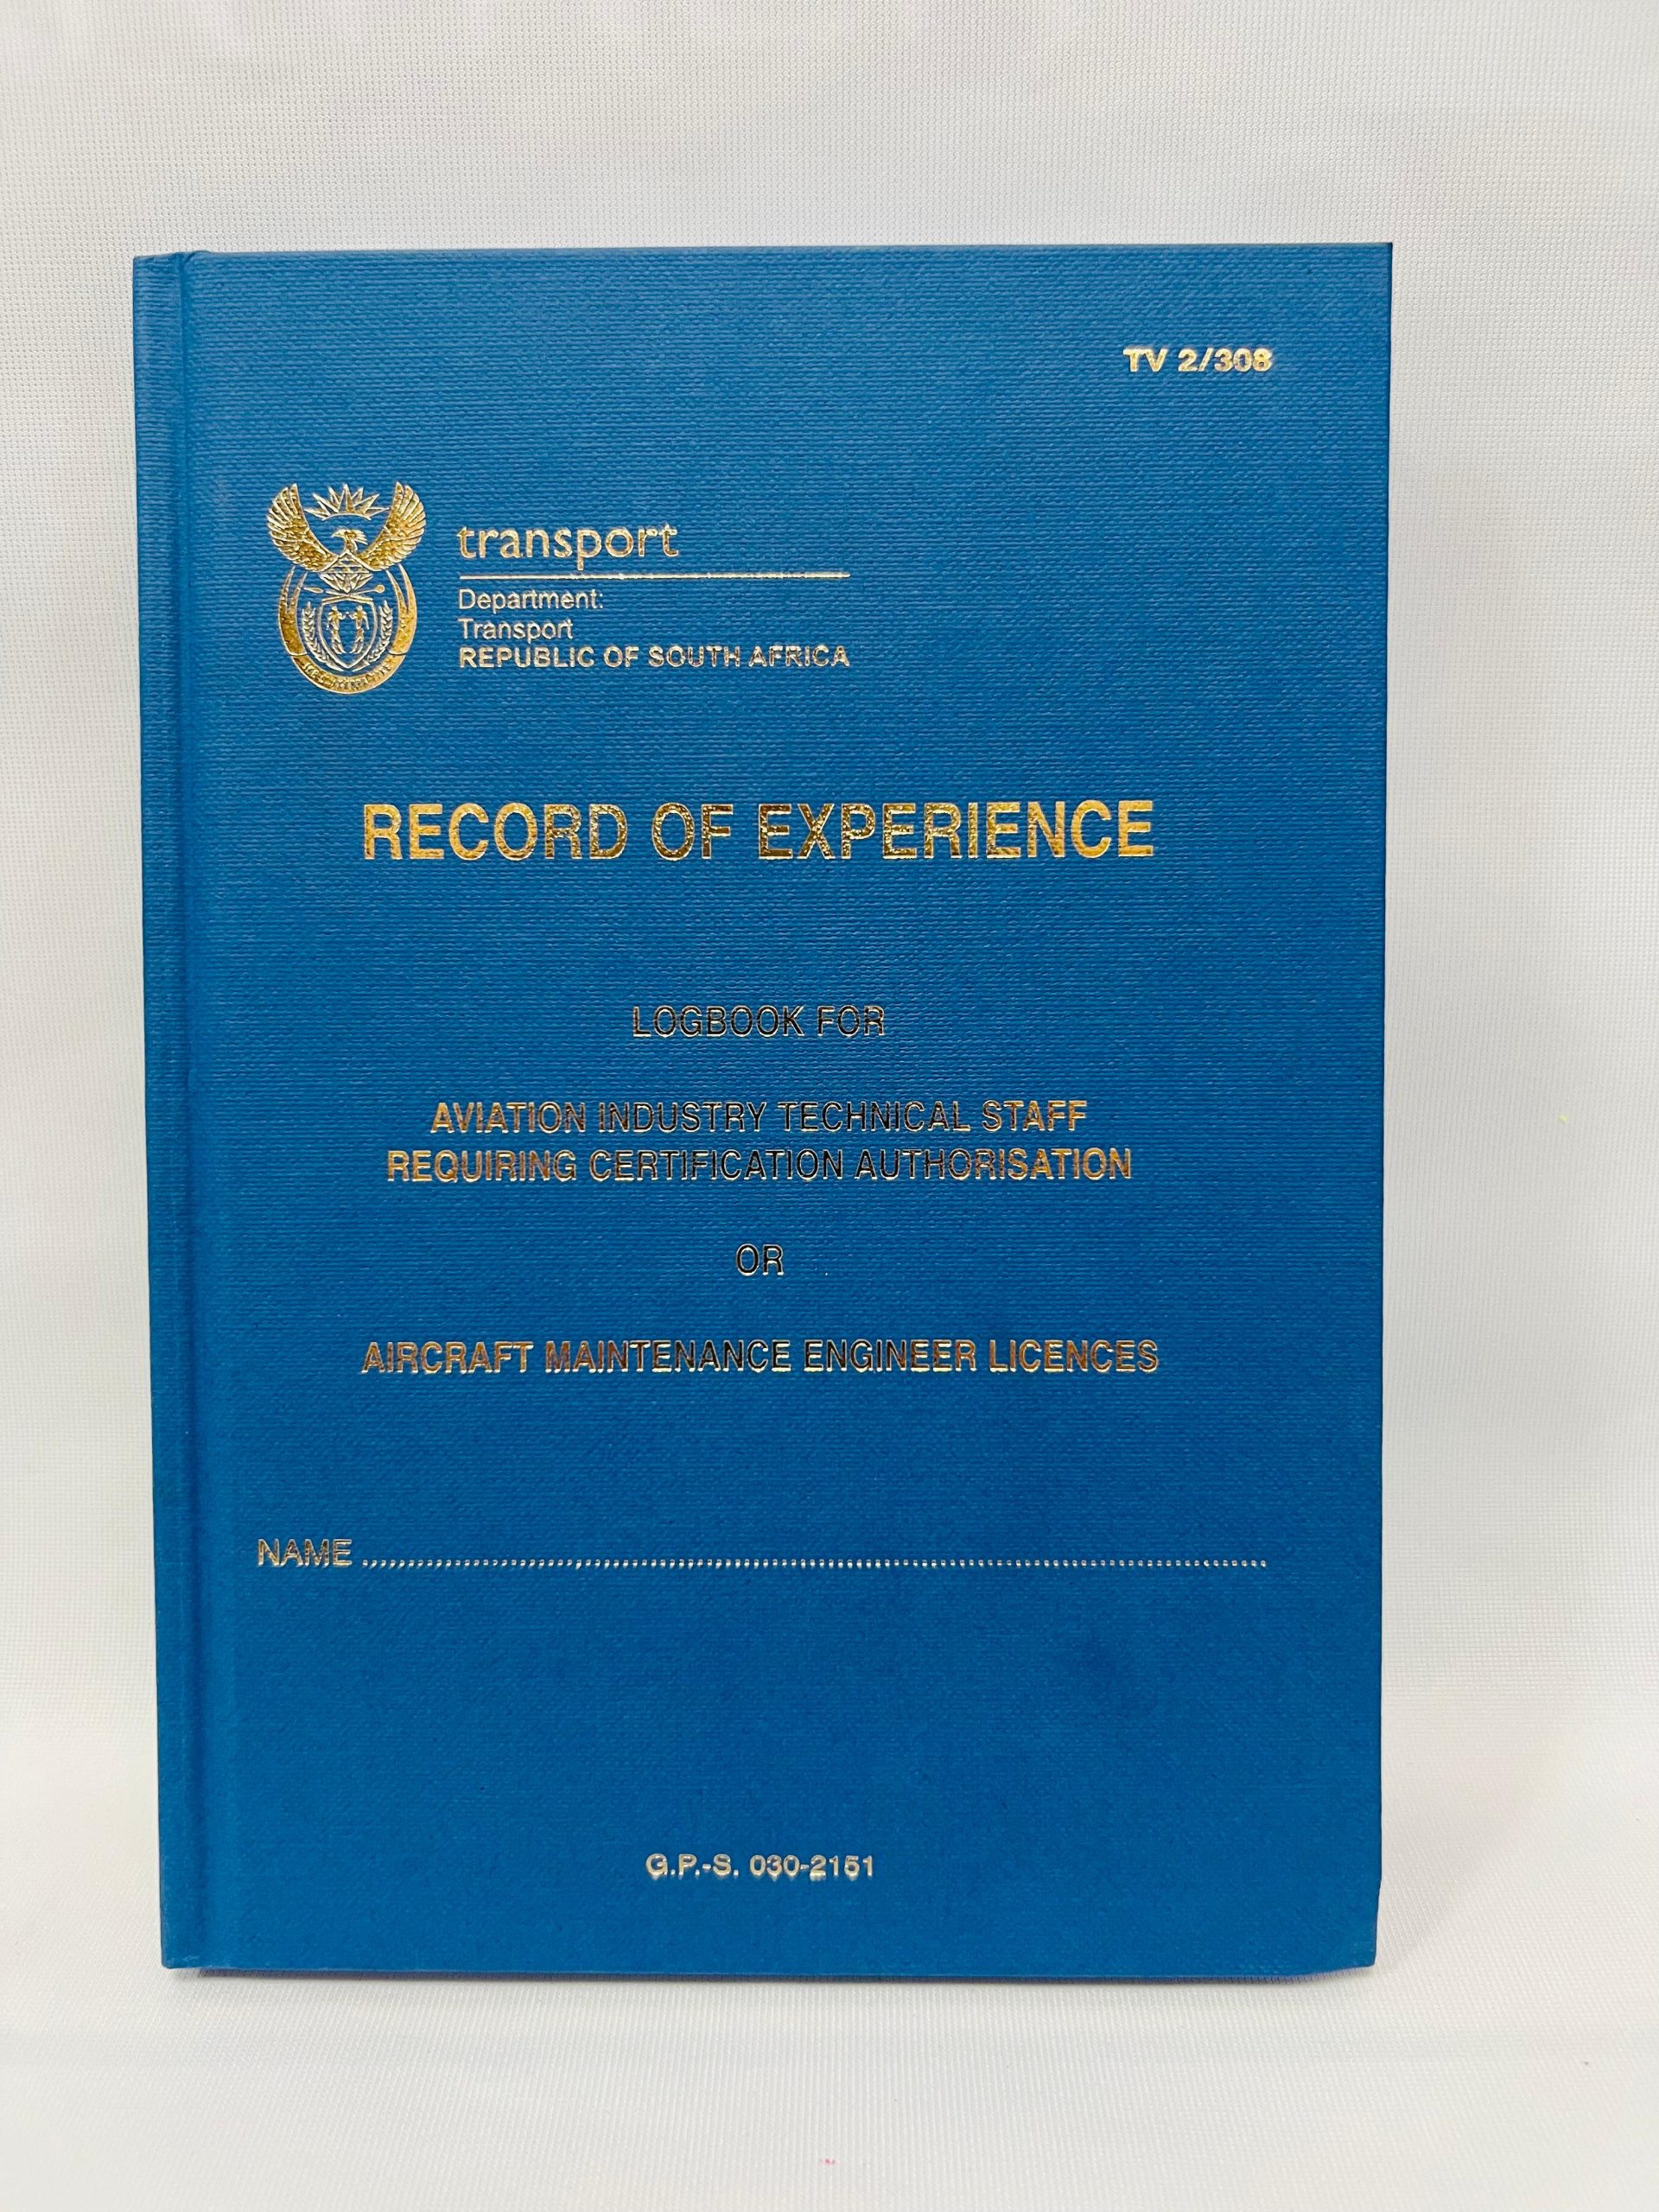 TV 2/308
transport
Department:
Transport
REPUBLIC OF SOUTH AFRICA
RECORD OF EXPERIENCE
LOGBOOK FOR
AVIATION INDUSTRY TECHNICAL STAFF
REQUIRING CERTIFICATION AUTHORISATION
OR
AIRCRAFT MAINTENANCE ENGINEER LICENCES
NAME ........................................................................................
G.P.-S. 030-2151